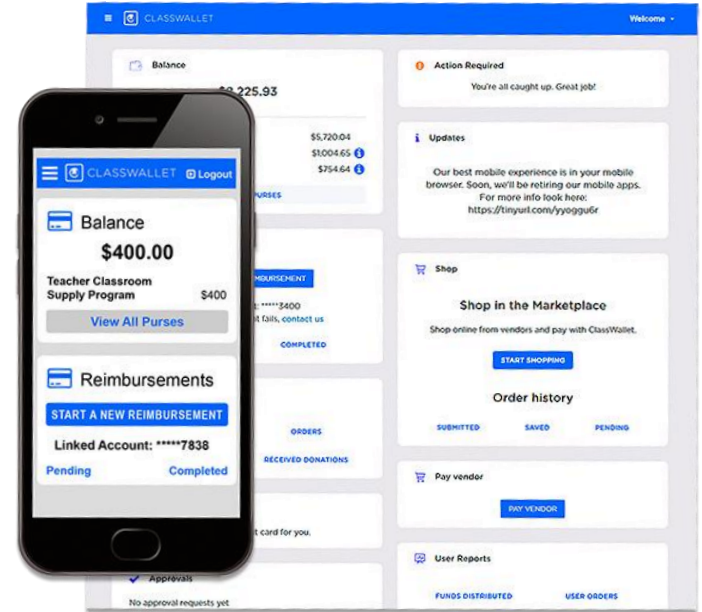 CLASSWALLET
Welcome
Balance
225.93
$5,720.04
$1,004.65
$754.64
PURSES
Action Required
You're all caught up. Great job!
Updates
Our best mobile experience is in your mobile
browser. Soon, we'll be retiring our mobile apps.
For more info look here:
https://tinyurl.com/yyoggu6r
Shop
Shop in the Marketplace
Shop online from vendors and pay with ClassWallet.
START SHOPPING
Order history
SUBMITTED SAVED PENDING
Pay vendor
PAY VENDOR
User Reports
FUNDS DISTRIBUTED USER ORDERS
*****3400
fails, contact us
COMPLETED
ORDERS
RECEIVED DONATIONS
card for you.
Approvals
No approval requests yet
CLASSWALLET Logout
Balance
$400.00
Teacher Classroom
Supply Program $400
View All Purses
Reimbursements
START A NEW REIMBURSEMENT
Linked Account: *****7838
Pending Completed